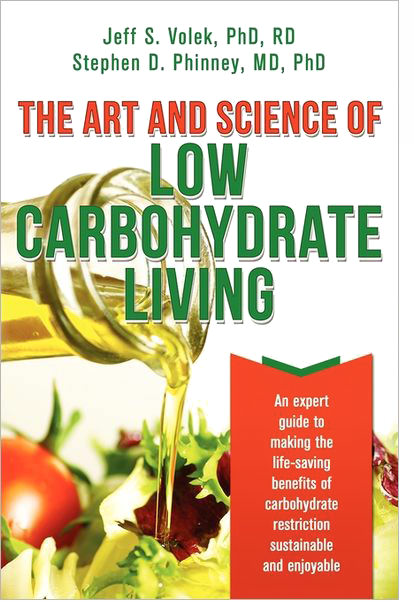 Jeff S. Volek, PhD, RD
Stephen D. Phinney, MD, PhD
THE ART AND SCIENCE OF
LOW
CARBOHYDRATE
LIVING
An expert
guide to
making the
life-saving
benefits of
carbohydrate
restriction
sustainable
and enjoyable